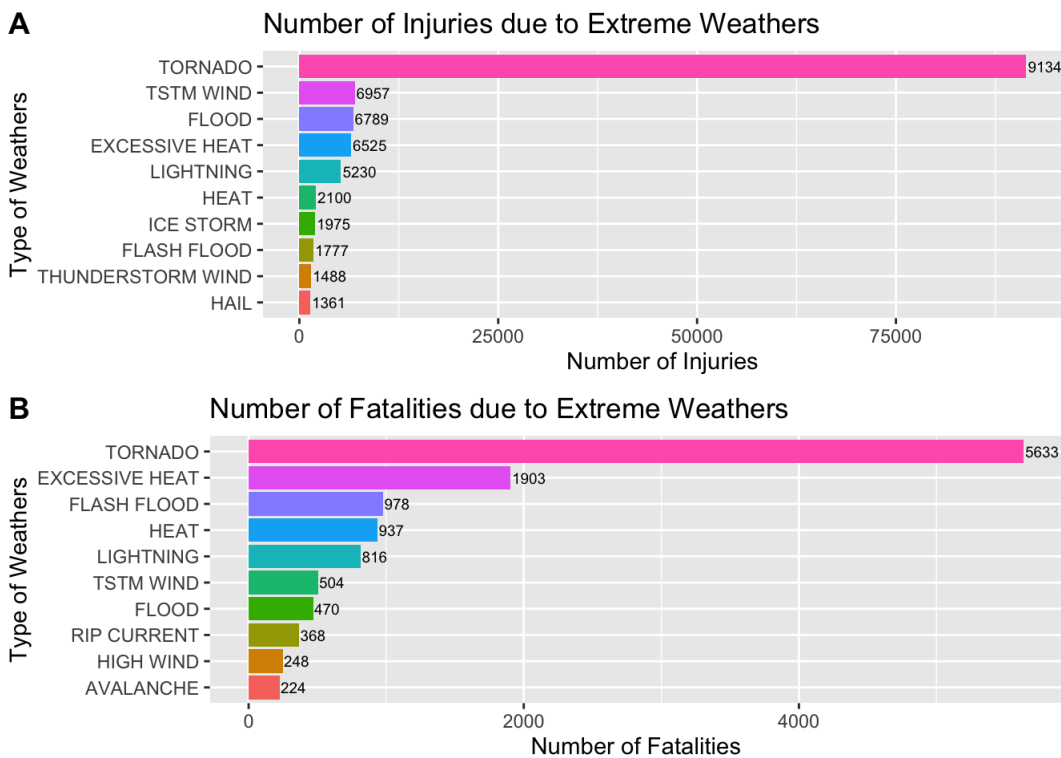 A
Number of Injuries due to Extreme Weathers
Type of Weathers
TORNADO 9134
TSTM WIND 6957
FLOOD 6789
EXCESSIVE HEAT 6525
LIGHTNING 5230
HEAT 2100
ICE STORM 1975
FLASH FLOOD 1777
THUNDERSTORM WIND 1488
HAIL 1361
0 25000 50000 75000
Number of Injuries
B
Number of Fatalities due to Extreme Weathers
Type of Weathers
TORNADO 5633
EXCESSIVE HEAT 1903
FLASH FLOOD 978
HEAT 937
LIGHTNING 816
TSTM WIND 504
FLOOD 470
RIP CURRENT 368
HIGH WIND 248
AVALANCHE 224
0 2000 4000
Number of Fatalities